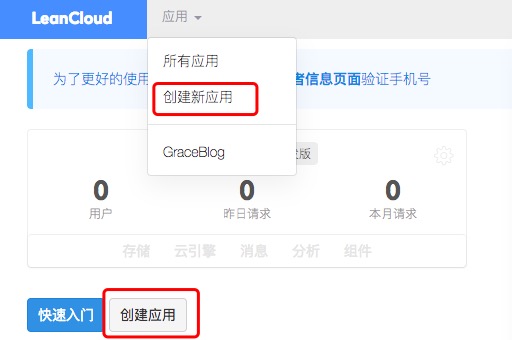 LeanCloud 应用
所有应用
为了更好的使用 者信息页面验证手机号
创建新应用
GraceBlog 发版
0 0 0
用户 昨日请求 本月请求
存储 云引擎 消息 分析 组件
快速入门 创建应用